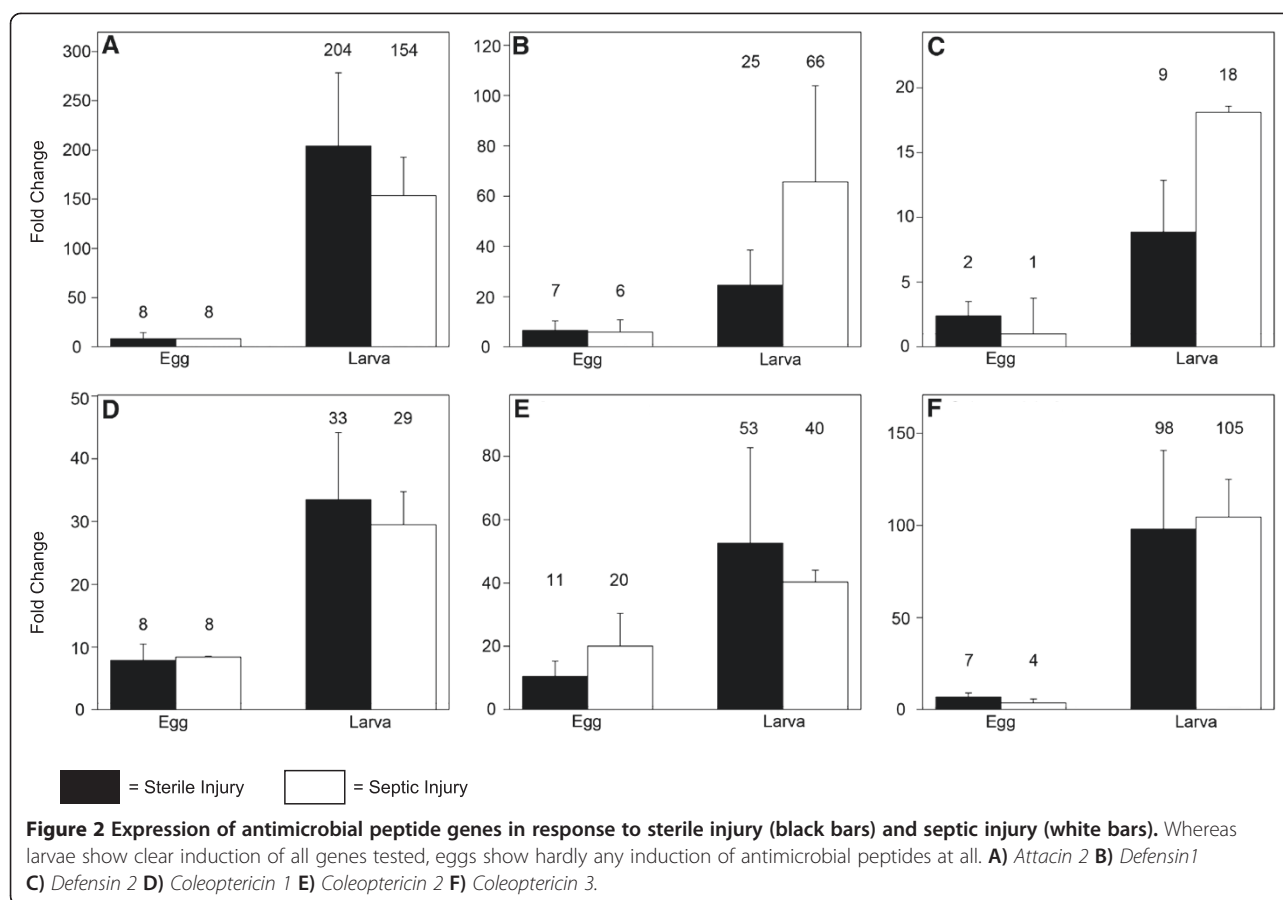 A
204 154
300
250
200
150
100
50
0
8 8
Egg Larva
Fold Change
B
25 66
120
100
80
60
40
20
0
7 6
Egg Larva
C
9 18
20
15
10
5
0
2 1
Egg Larva
D
33 29
50
40
30
20
10
0
8 8
Egg Larva
Fold Change
E
53 40
80
60
40
20
0
11 20
Egg Larva
F
98 105
150
100
50
0
7 4
Egg Larva
= Sterile Injury = Septic Injury
Figure 2 Expression of antimicrobial peptide genes in response to sterile injury (black bars) and septic injury (white bars). Whereas
larvae show clear induction of all genes tested, eggs show hardly any induction of antimicrobial peptides at all. A) Attacin 2 B) Defensin1
C) Defensin 2 D) Coleoptericin 1 E) Coleoptericin 2 F) Coleoptericin 3.